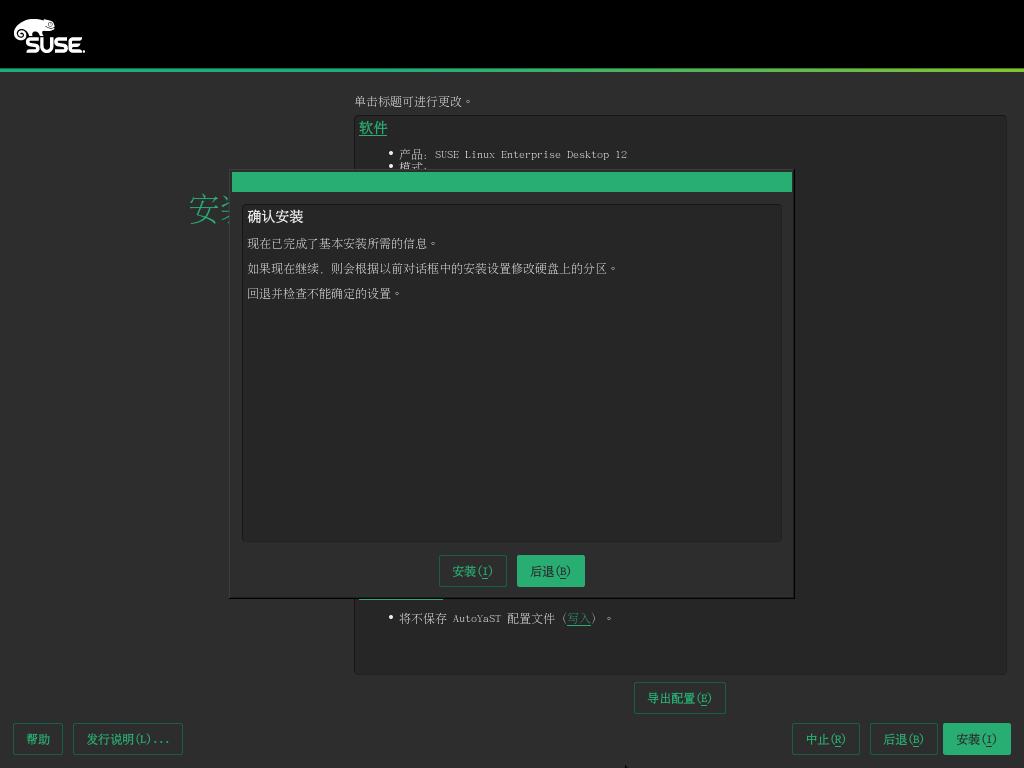 SUSE.
单击标题可进行更改。
软件
• 产品: SUSE Linux Enterprise Desktop 12
• 模式:
安
确认安装
现在已完成了基本安装所需的信息。
如果现在继续, 则会根据以前对话框中的安装设置修改硬盘上的分区。
回退并检查不能确定的设置。
安装(I) 后退(B)
• 将不保存 AutoYaST 配置文件 (写入) 。
导出配置(E)
帮助 发行说明(L)... 中止(R) 后退(B) 安装(I)